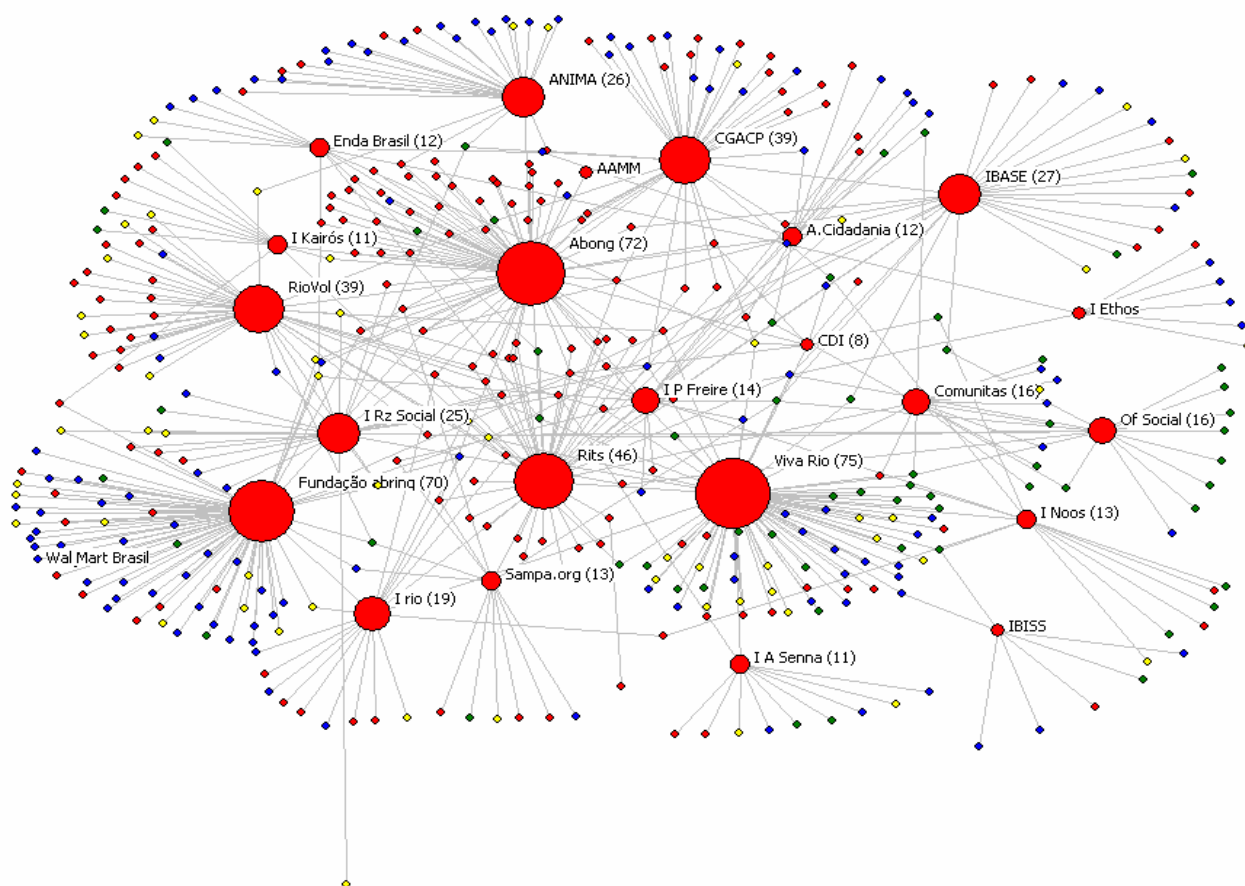 ANIMA (26)
Enda Brasil (12)
CGACP (39)
AAMM
IBASE (27)
I Kairós (11)
Abong (72)
A.Cidadania (12)
RioVol (39)
I Ethos
CDI (8)
I P Freire (14)
Comunitas (16)
I Rz Social (25)
Of Social (16)
Rits (46)
Viva Rio (75)
Fundação abrinq (70)
I Noos (13)
Wal Mart Brasil
Sampa.org (13)
I rio (19)
IBISS
I A Senna (11)